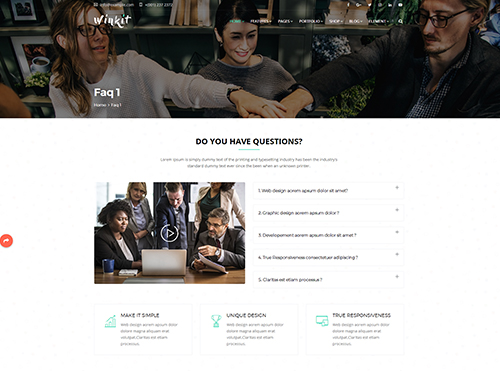 +0(001) 237 2372
Winkit
HOME FEATURES PAGES PORTFOLIO SHOP BLOG ELEMENT
Faq 1
Home > Faq 1
DO YOU HAVE QUESTIONS?
Lorem ipsum is simply dummy text of the printing and typesetting industry has been the industry's
standard dummy text ever since the been when an unknown printer.
1. Web design aorem apsum dolor sit amet?
2. Graphic design aorem apsum dolor ?
3. Developement aorem apsum dolor sit amet ?
4. True Responsiveness consectetuer adipiscing ?
5. Claritas est etiam processus ?
MAKE IT SIMPLE
Web design aorem apsum dolor
dolore magna aliquam erat
volutpat.Claritas est etiam
processus.
UNIQUE DESIGN
Web design aorem apsum dolor
dolore magna aliquam erat
volutpat.Claritas est etiam
processus.
TRUE RESPONSIVENESS
Web design aorem apsum dolor
dolore magna aliquam erat
volutpat.Claritas est etiam
processus.